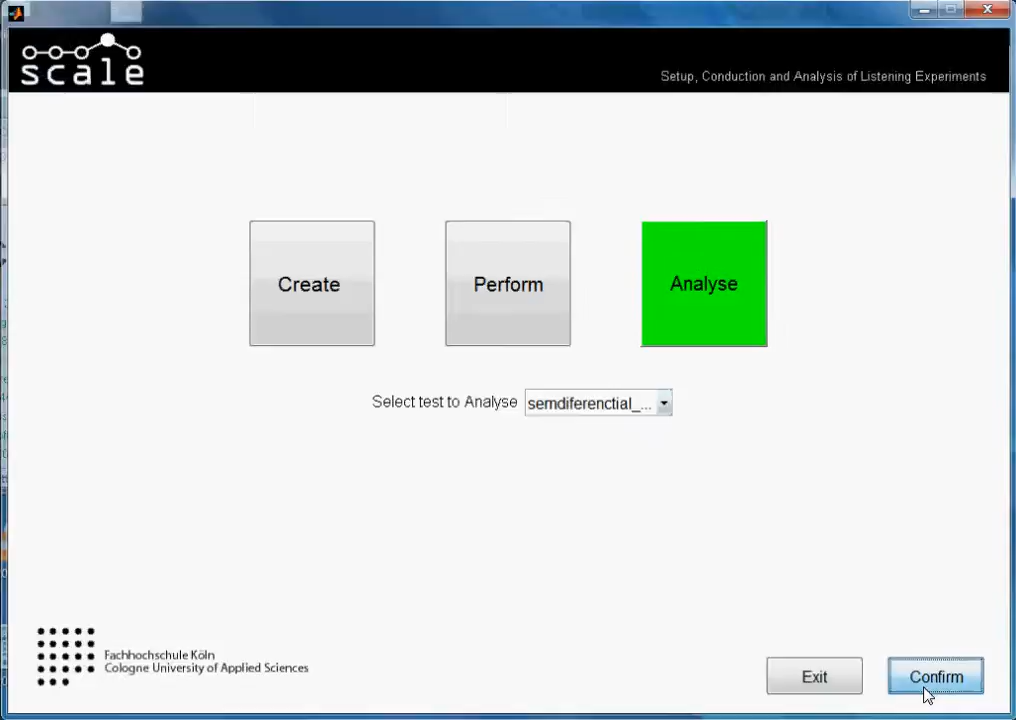 scale
Setup, Conduction and Analysis of Listening Experiments
Create
Perform
Analyse
Select test to Analyse
semdiferenctial_...
Fachhochschule Köln
Cologne University of Applied Sciences
Exit
Confirm